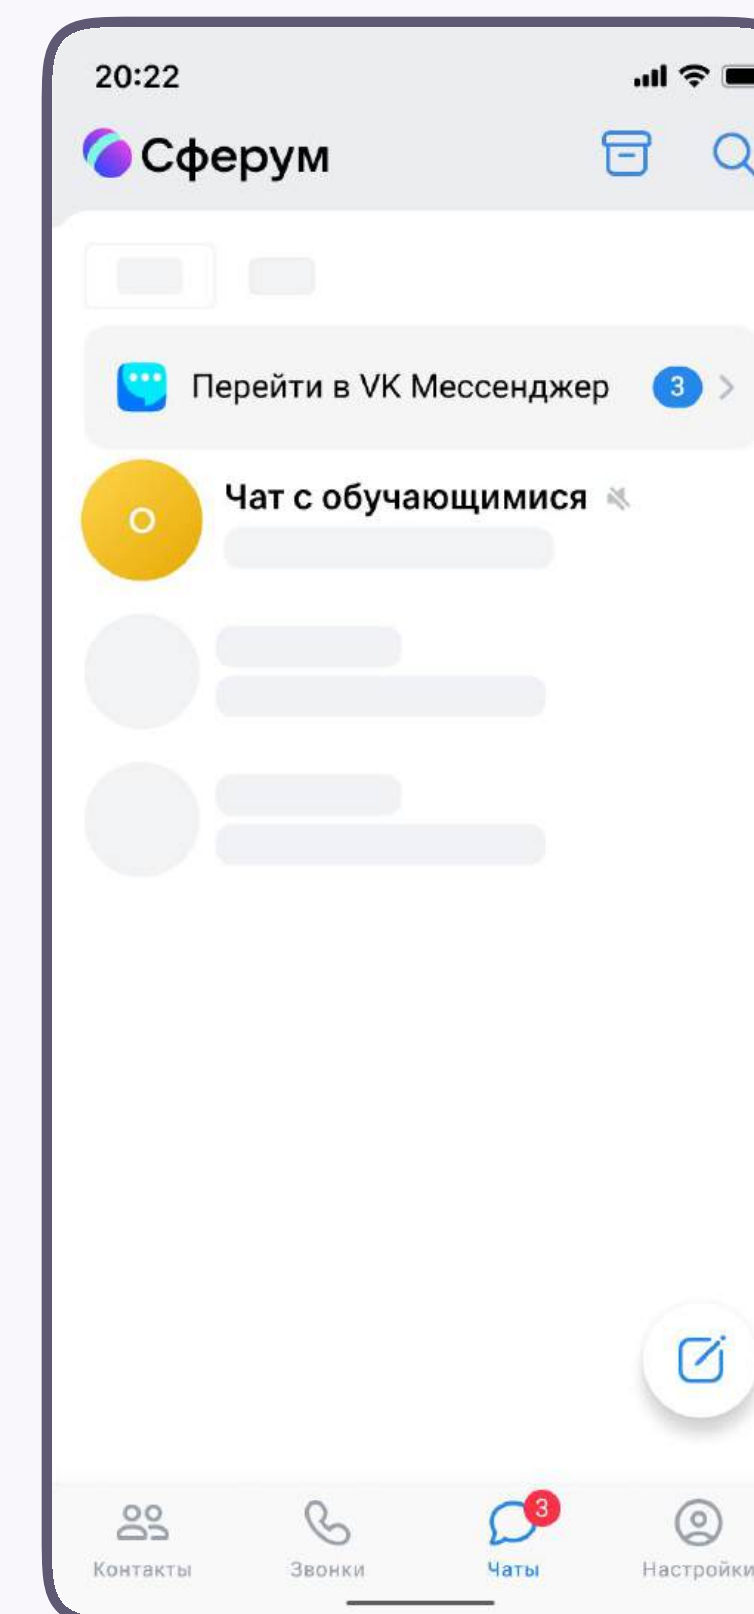 20:22
Сферум
Перейти в VK Мессенджер 3
Чат с обучающимися
О
3
Контакты Звонки Чаты Настройки